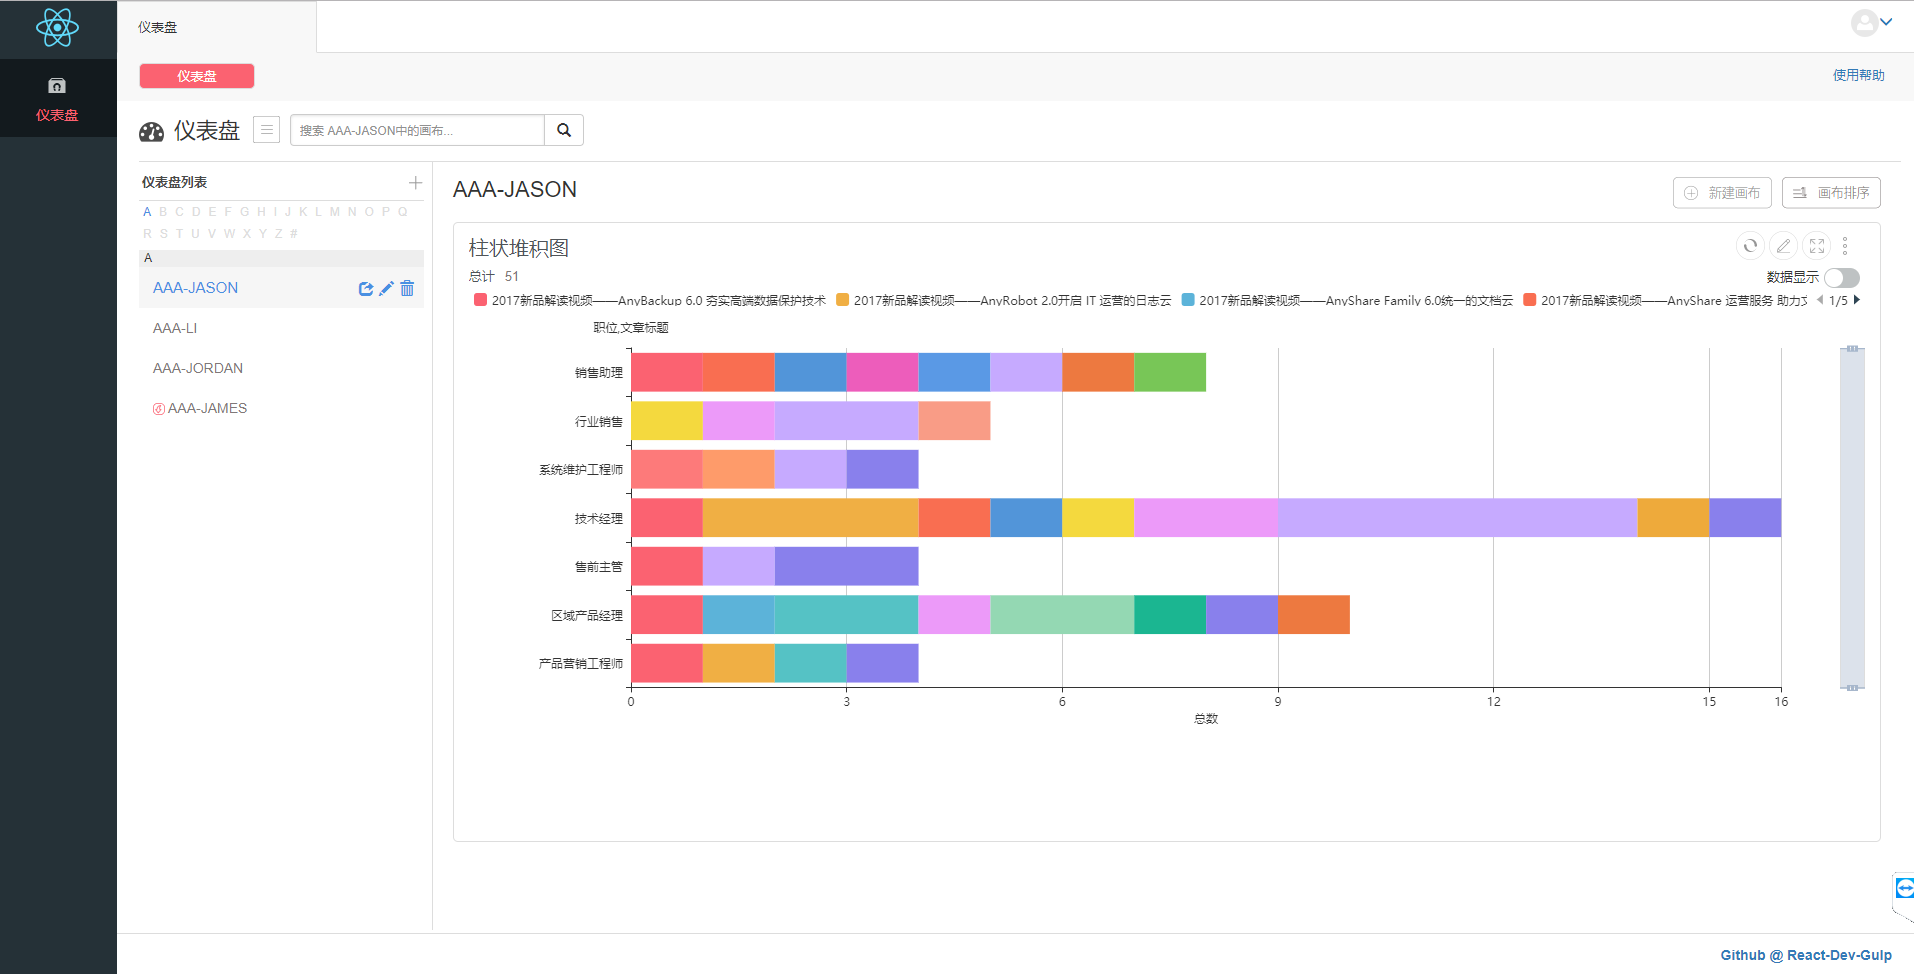 仪表盘
仪表盘
使用帮助
仪表盘
仪表盘
搜索 AAA-JASON中的画布...
仪表盘列表
A B C D E F G H I J K L M N O P Q
R S T U V W X Y Z #
A
AAA-JASON
AAA-LI
AAA-JORDAN
AAA-JAMES
AAA-JASON
新建画布
画布排序
柱状堆积图
总计 51
数据显示
2017新品解读视频——AnyBackup 6.0 夯实高端数据保护技术
2017新品解读视频——AnyRobot 2.0开启 IT 运营的日志云
2017新品解读视频——AnyShare Family 6.0统一的文档云
2017新品解读视频——AnyShare 运营服务 助力
1/5
职位,文章标题
销售助理
行业销售
系统维护工程师
技术经理
售前主管
区域产品经理
产品营销工程师
0 3 6 9 12 15 16
总数
Github @ React-Dev-Gulp